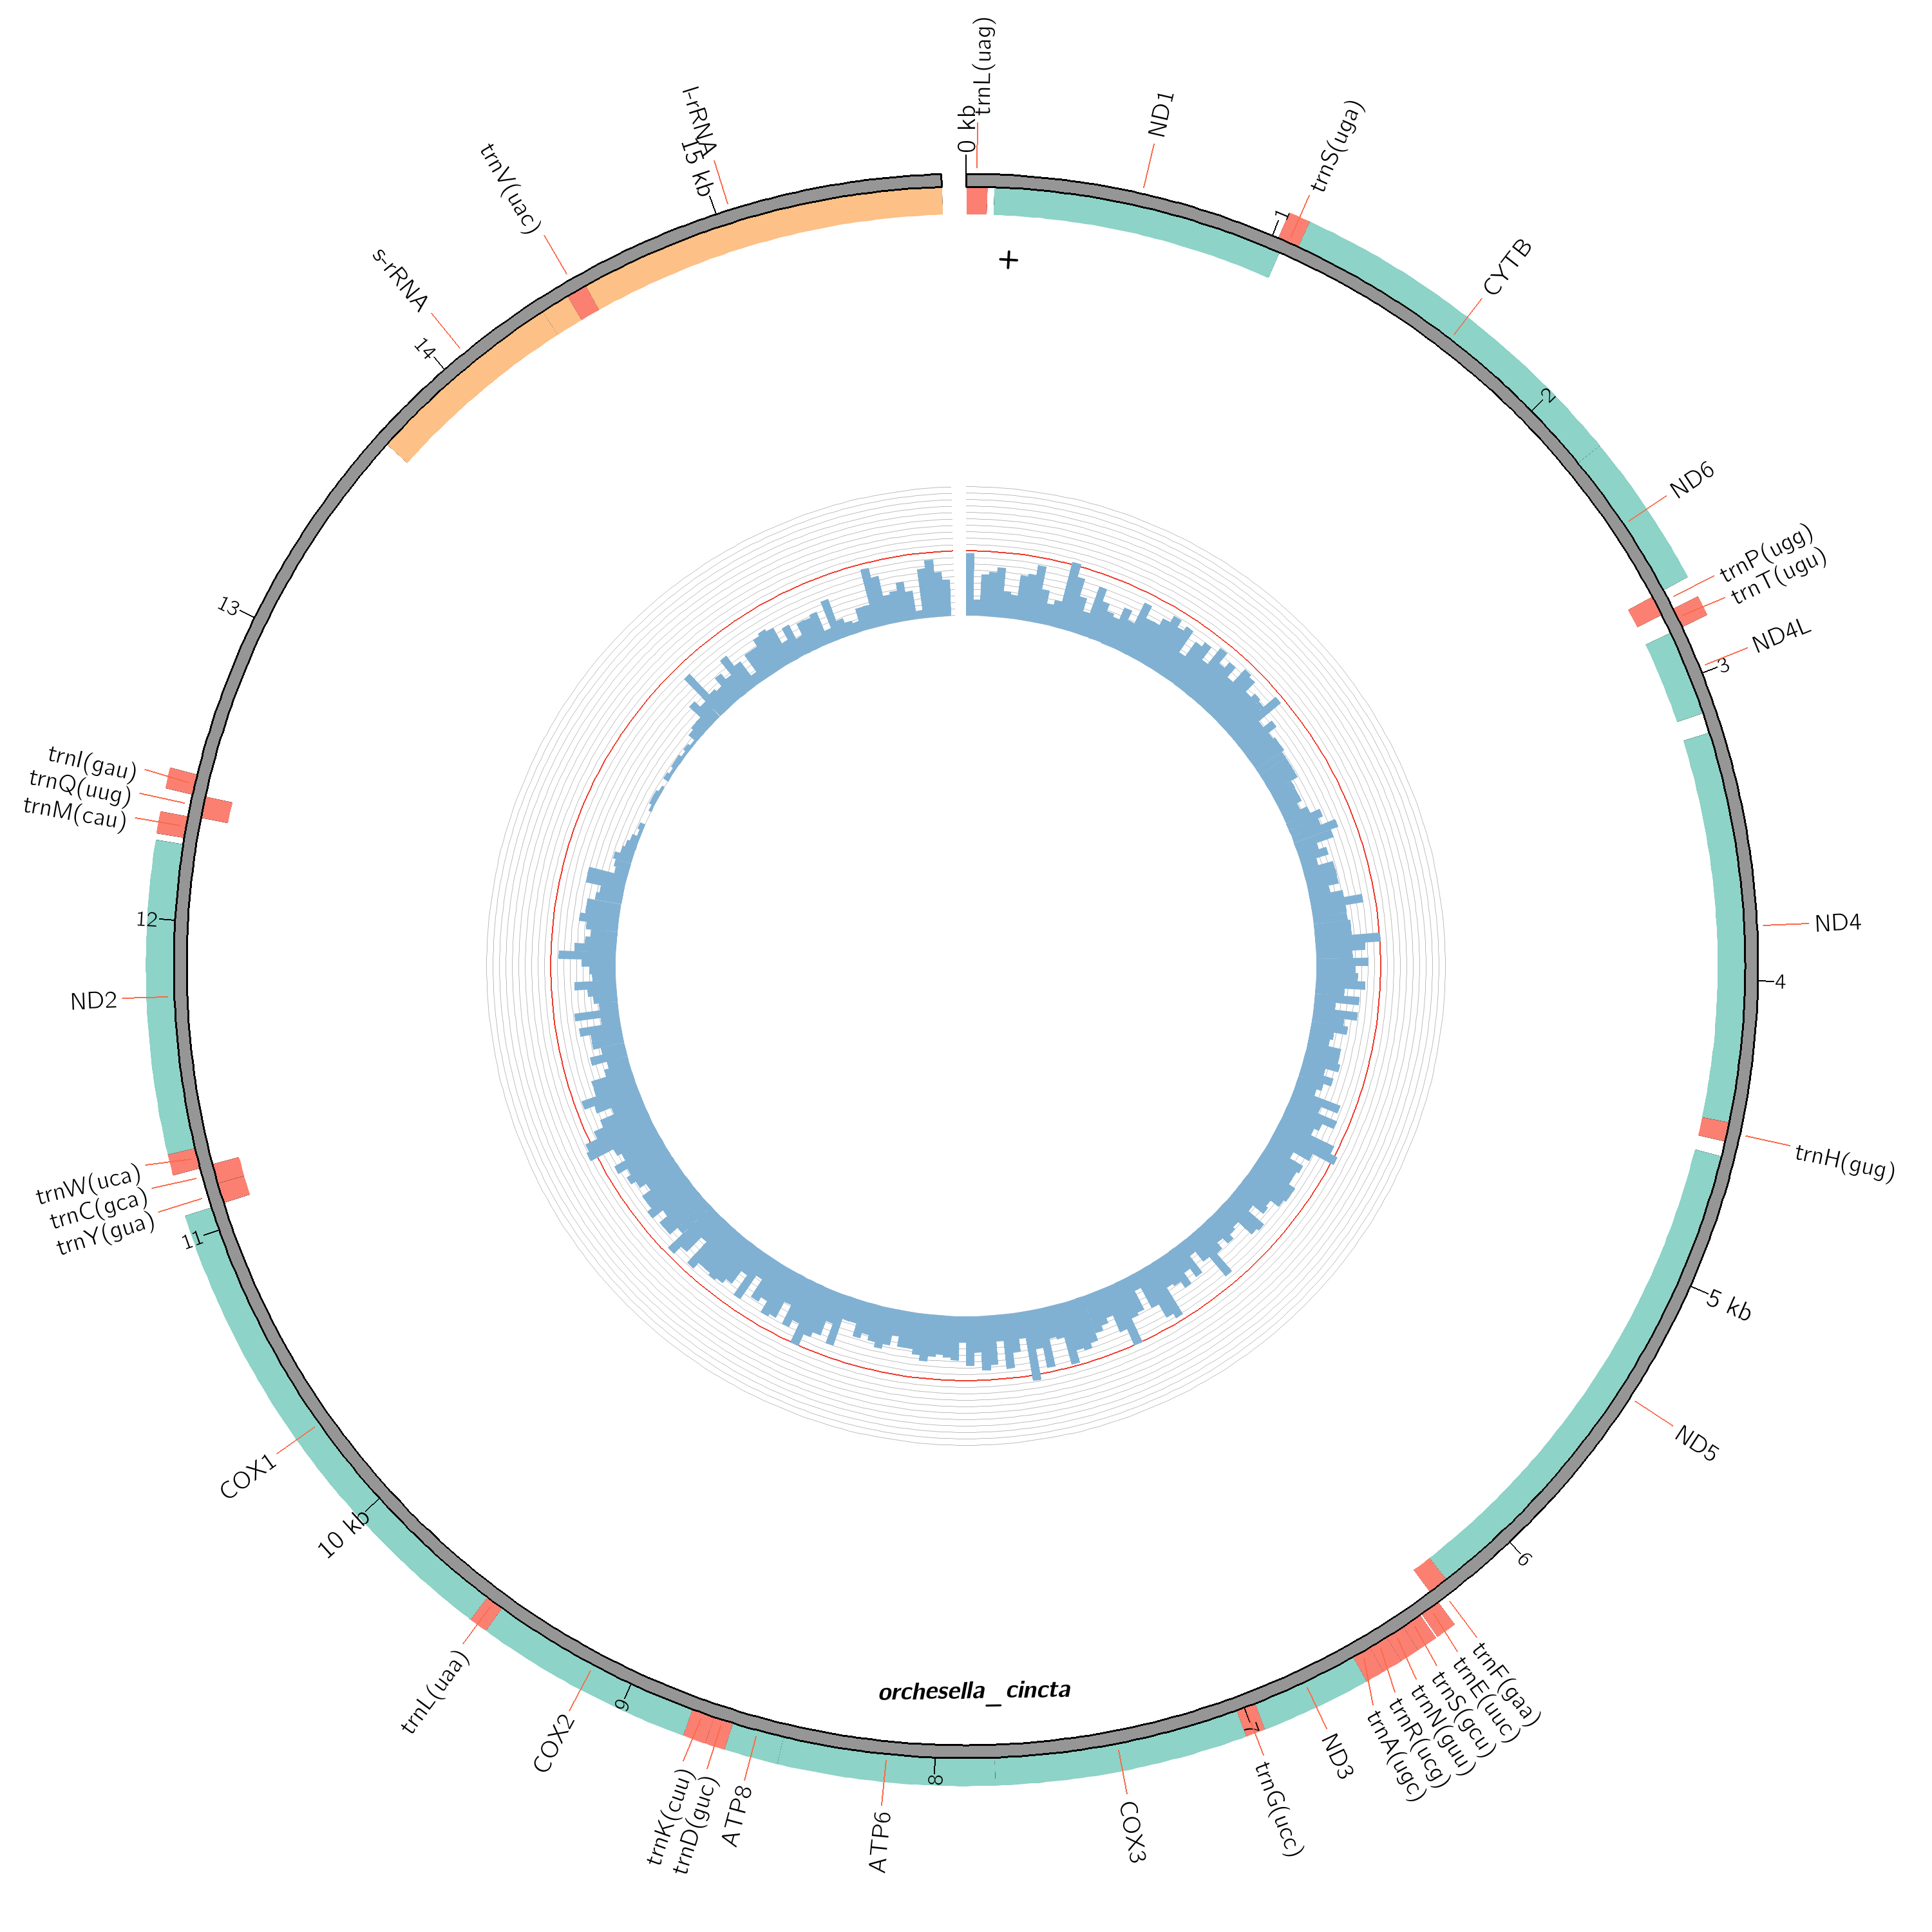 0 kb
trnL(uag)
ND1
1
trnS(uga)
CYTB
2
ND6
trnP(ugg)
trnT(ugu)
ND4L
3
ND4
4
trnH(gug)
5 kb
ND5
6
trnF(gaa)
trnE(uuc)
trnS(gcu)
trnN(guu)
trnR(ucg)
trnA(ugc)
ND3
7
trnG(ucc)
COX3
8
ATP6
ATP8
trnD(guc)
trnK(cuu)
9
COX2
trnL(uaa)
10 kb
COX1
11
trnY(gua)
trnC(gca)
trnW(uca)
ND2
12
trnM(cau)
trnQ(uug)
trnI(gau)
13
14
s-rRNA
trnV(uac)
15 kb
l-rRNA
+
orchesella_cincta